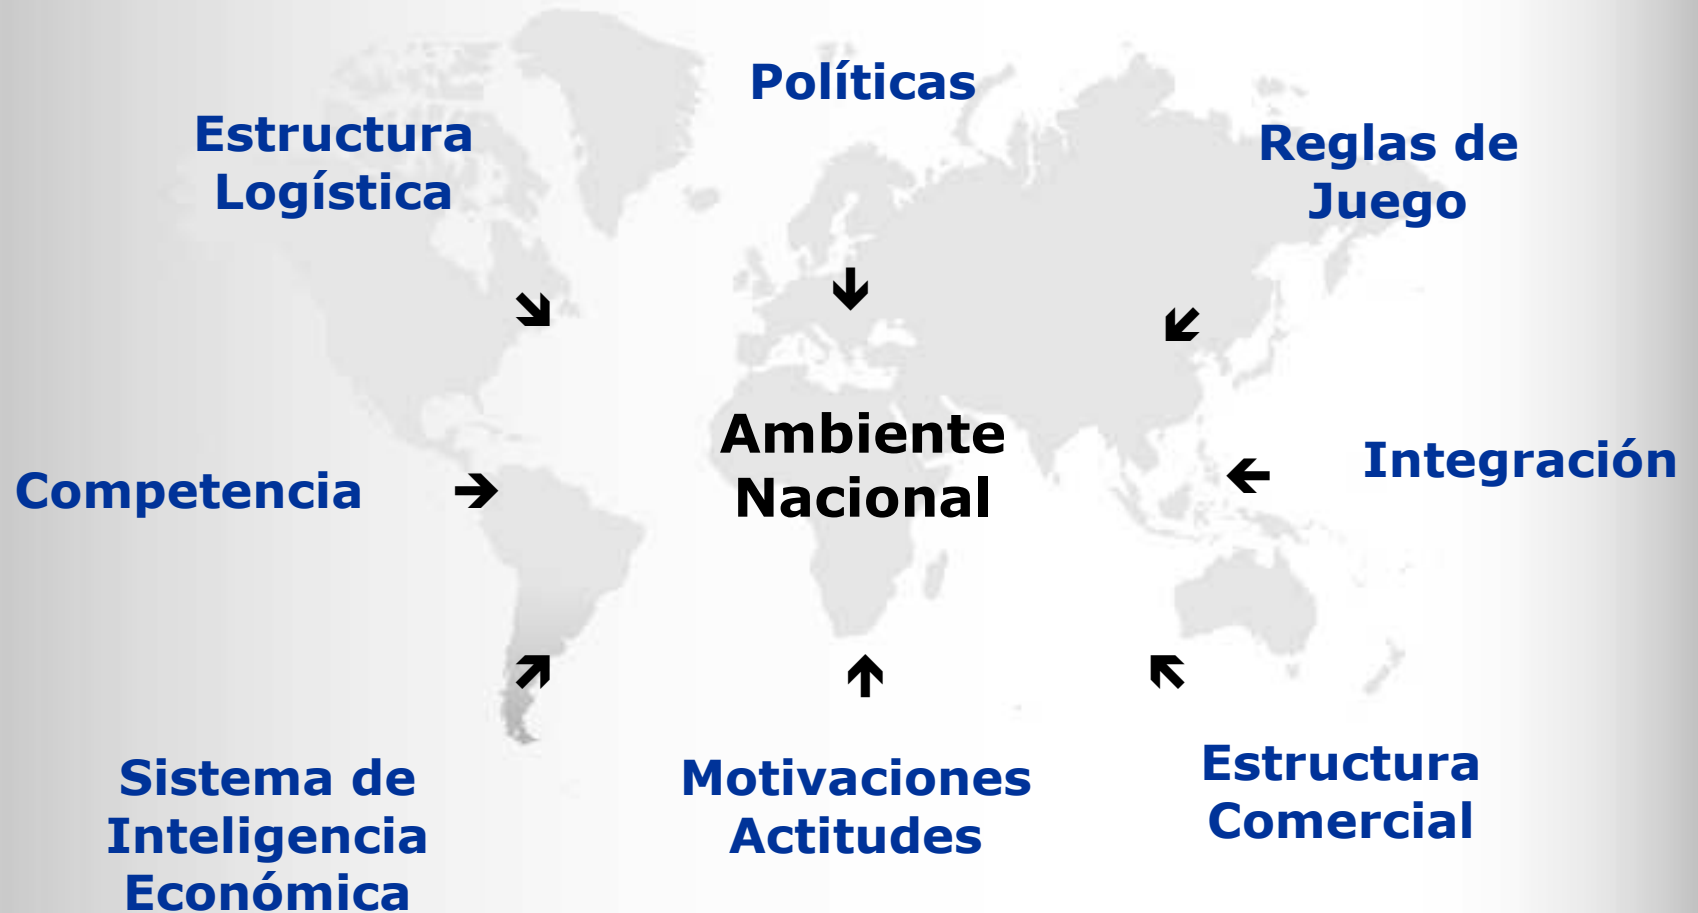 Políticas
Estructura
Logística
Reglas de
Juego
Ambiente
Nacional
Competencia
Integración
Sistema de
Inteligencia
Económica
Motivaciones
Actitudes
Estructura
Comercial